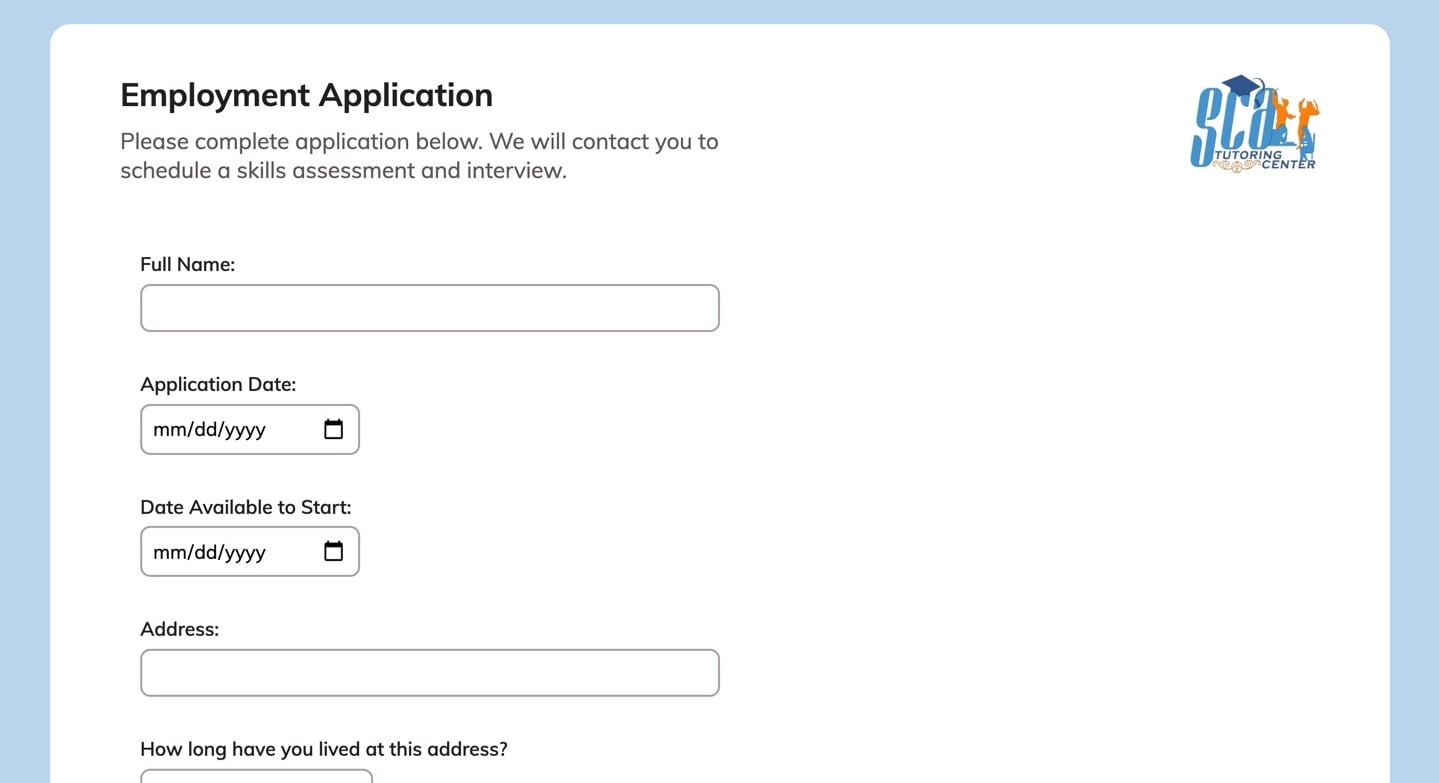 Employment Application
Please complete application below. We will contact you to
schedule a skills assessment and interview.
SCA
TUTORING
CENTER
Full Name:
Application Date:
mm/dd/yyyy
Date Available to Start:
mm/dd/yyyy
Address:
How long have you lived at this address?